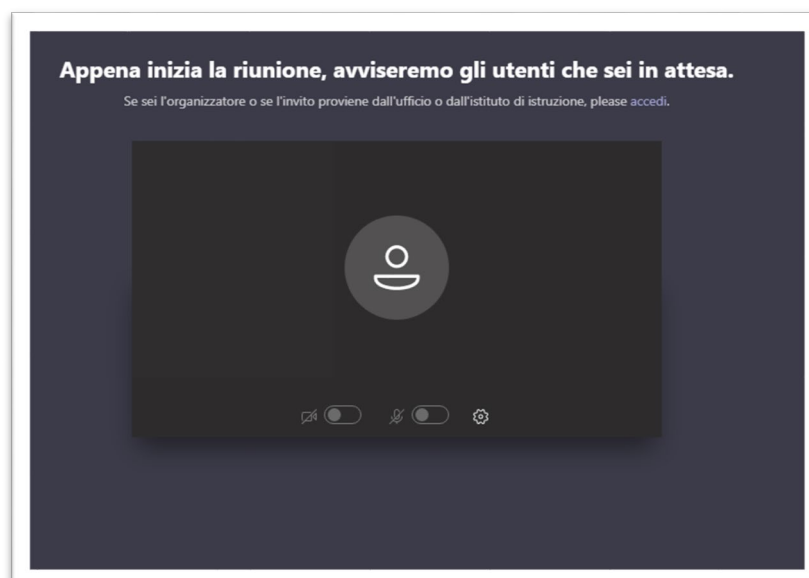 Appena inizia la riunione, avviseremo gli utenti che sei in attesa.
Se sei l'organizzatore o se l'invito proviene dall'ufficio o dall'istituto di istruzione, please accedi.